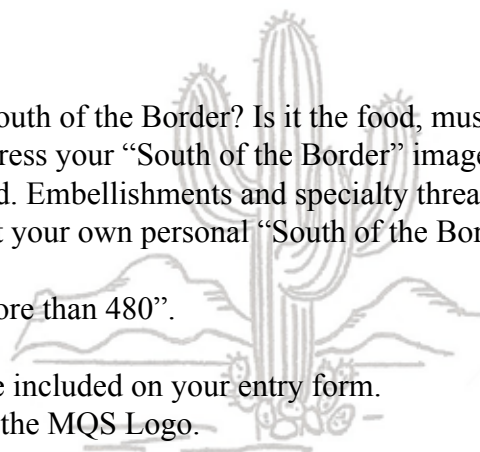 outh of the Border? Is it the food, mus
ress your “South of the Border” image
d. Embellishments and specialty threa
t your own personal “South of the Bor
ore than 480”.
e included on your entry form.
the MQS Logo.